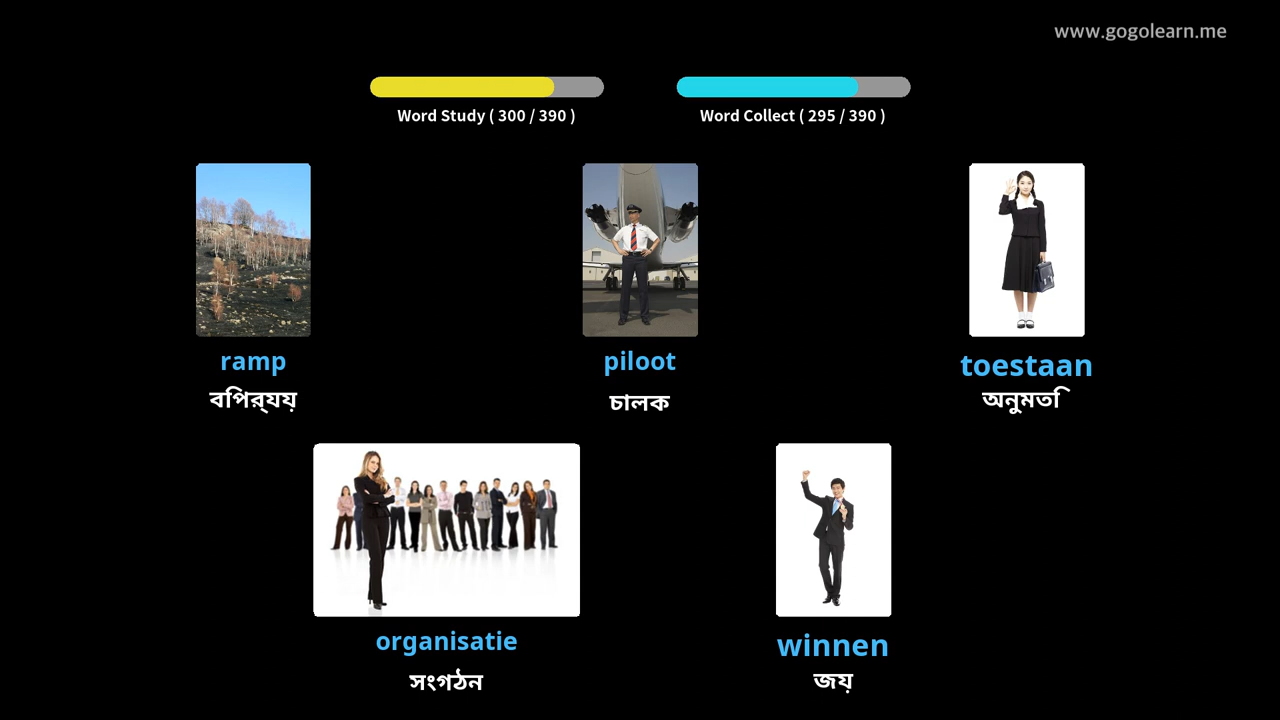 www.gogolearn.me
Word Study ( 300 / 390 )
Word Collect ( 295 / 390 )
ramp
piloot
toestaan
বপির্যয়
চালক
অনুমতি
organisatie
winnen
সংগঠন
জয়